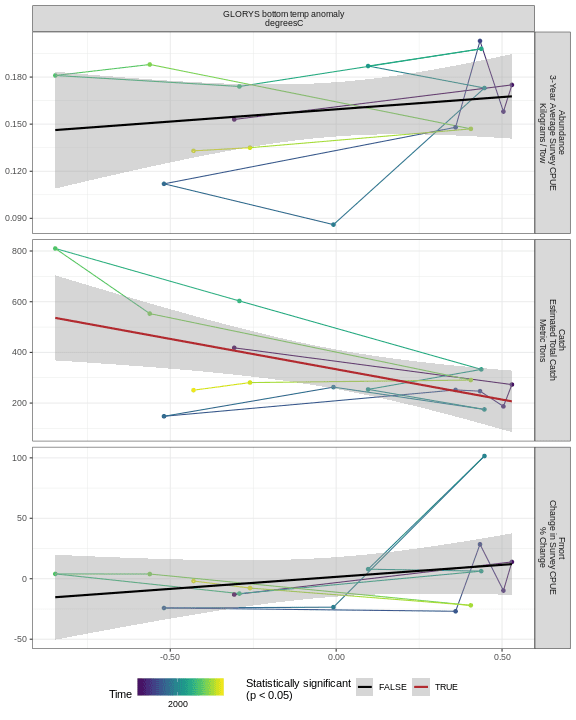 GLORYS bottom temp anomaly
degreesC
0.180
0.150
0.120
0.090
Abundance
3-Year Average Survey CPUE
Kilograms / Tow
800
600
400
200
Catch
Estimated Total Catch
Metric Tons
100
50
0
-50
Fmort
Change in Survey CPUE
% Change
-0.50
0.00
0.50
Time
2000
Statistically significant
(p < 0.05)
FALSE
TRUE